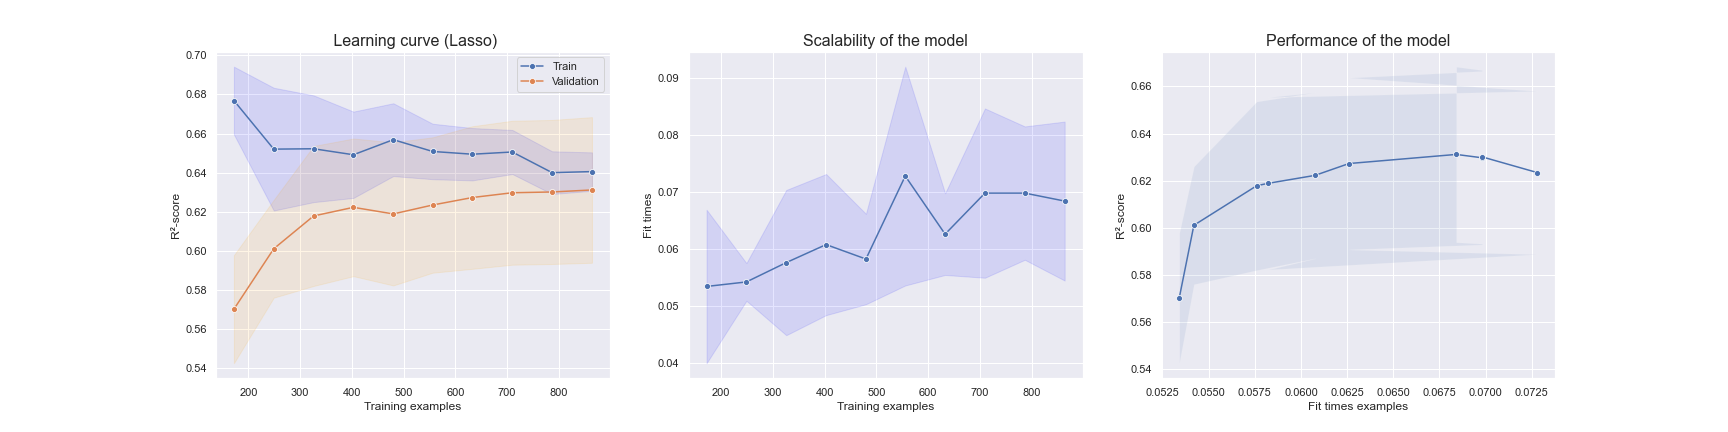 Learning curve (Lasso)
0.70
0.68
0.66
0.64
0.62
0.60
0.58
0.56
0.54
R²-score
Train
Validation
200 300 400 500 600 700 800
Training examples
Scalability of the model
0.09
0.08
0.07
0.06
0.05
0.04
Fit times
200 300 400 500 600 700 800
Training examples
Performance of the model
0.66
0.64
0.62
0.60
0.58
0.56
0.54
R²-score
0.0525 0.0550 0.0575 0.0600 0.0625 0.0650 0.0675 0.0700 0.0725
Fit times examples